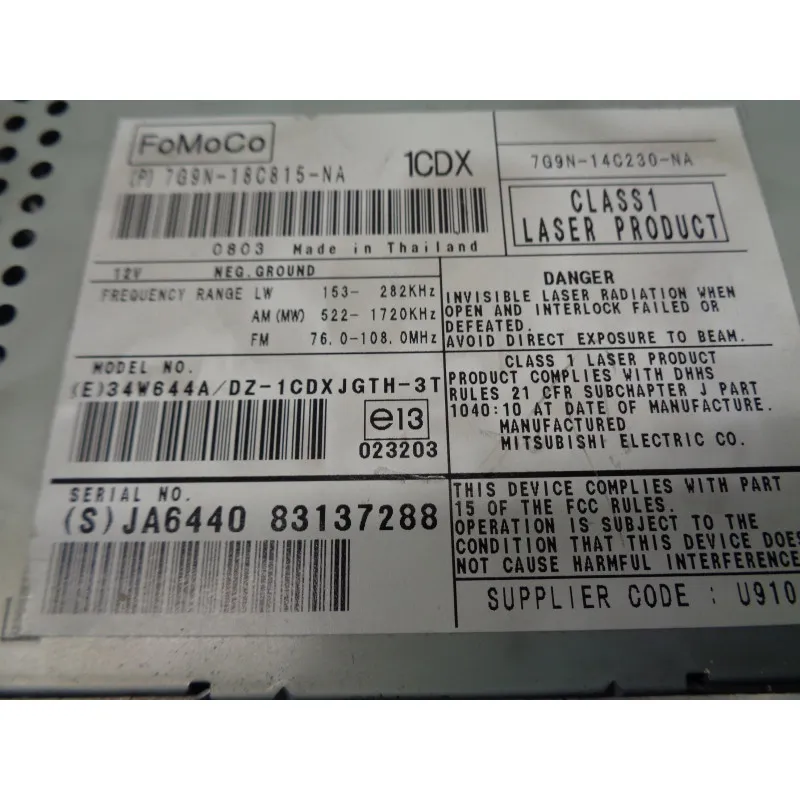 FoMoCo
(P) 7G9N-18C815-NA 1CDX
0803 Made in Thailand
7G9N-14C230-NA
CLASS1
LASER PRODUCT
12V NEG.GROUND
FREQUENCY RANGE LW 153- 282KHz
AM (MW) 522- 1720KHz
FM 76.0-108.0MHz
DANGER
INVISIBLE LASER RADIATION WHEN
OPEN AND INTERLOCK FAILED OR
DEFEATED.
AVOID DIRECT EXPOSURE TO BEAM.
MODEL NO.
(E)34W644A/DZ-1CDXJGTH-3T
e13
023203
CLASS 1 LASER PRODUCT
PRODUCT COMPLIES WITH DHHS
RULES 21 CFR SUBCHAPTER J PART
1040:10 AT DATE OF MANUFACTURE.
MANUFACTURED
MITSUBISHI ELECTRIC CO.
SERIAL NO.
(S)JA6440 83137288
THIS DEVICE COMPLIES WITH PART
15 OF THE FCC RULES.
OPERATION IS SUBJECT TO THE
CONDITION THAT THIS DEVICE DOES
NOT CAUSE HARMFUL INTERFERENCE
SUPPLIER CODE : U910